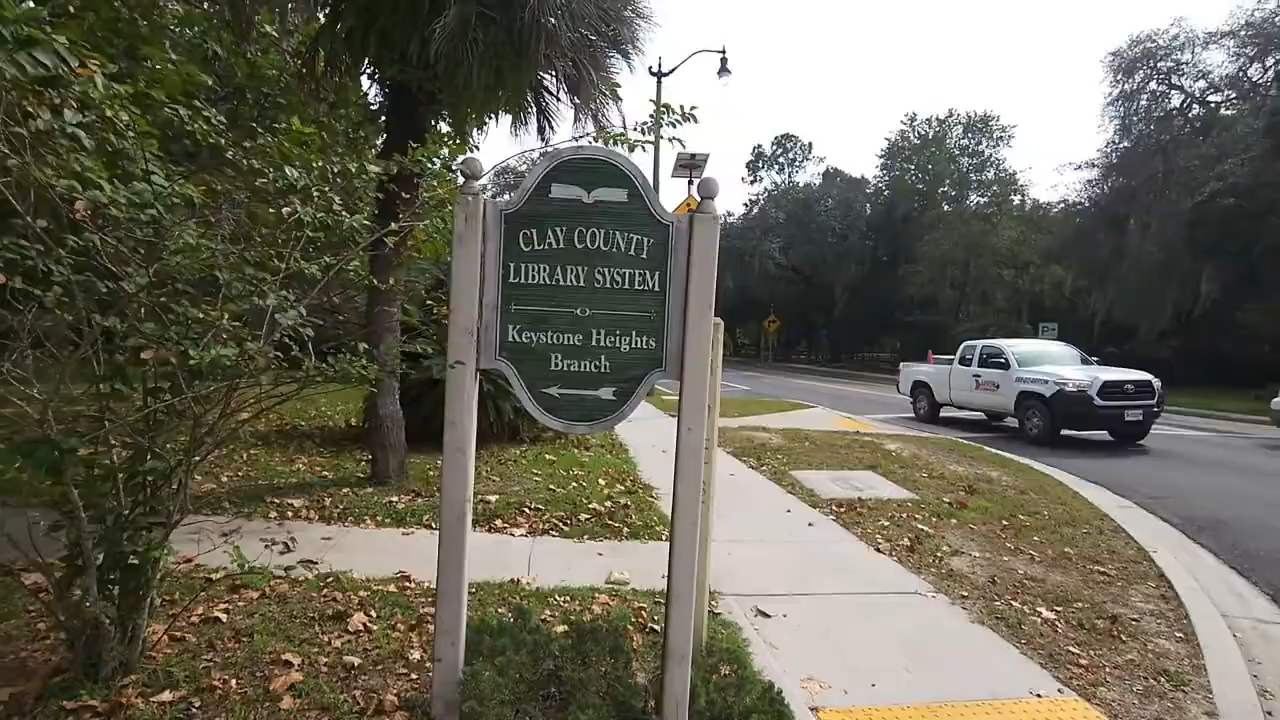 CLAY COUNTY
LIBRARY SYSTEM
Keystone Heights
Branch
P